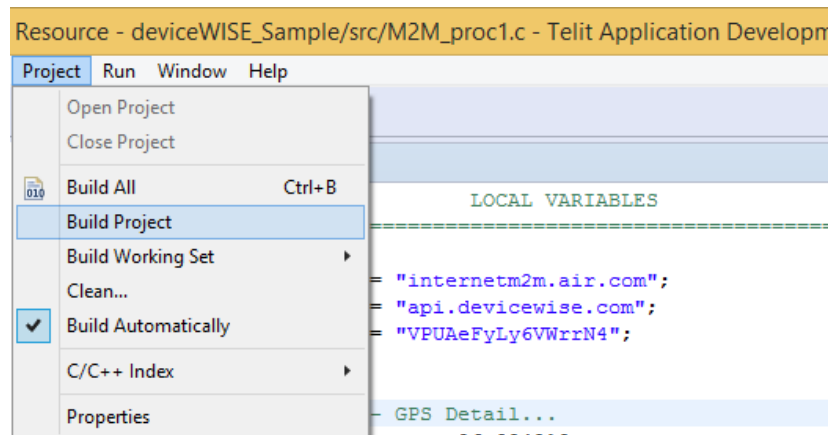 Resource - deviceWISE_Sample/src/M2M_proc1.c - Telit Application Developm
Project Run Window Help
Open Project
Close Project
Build All Ctrl+B
LOCAL VARIABLES
Build Project
=====================================
Build Working Set
= "internetm2m.air.com";
Clean...
= "api.devicewise.com";
Build Automatically
= "VPUAeFyLy6VWrrN4";
C/C++ Index
Properties
- GPS Detail...